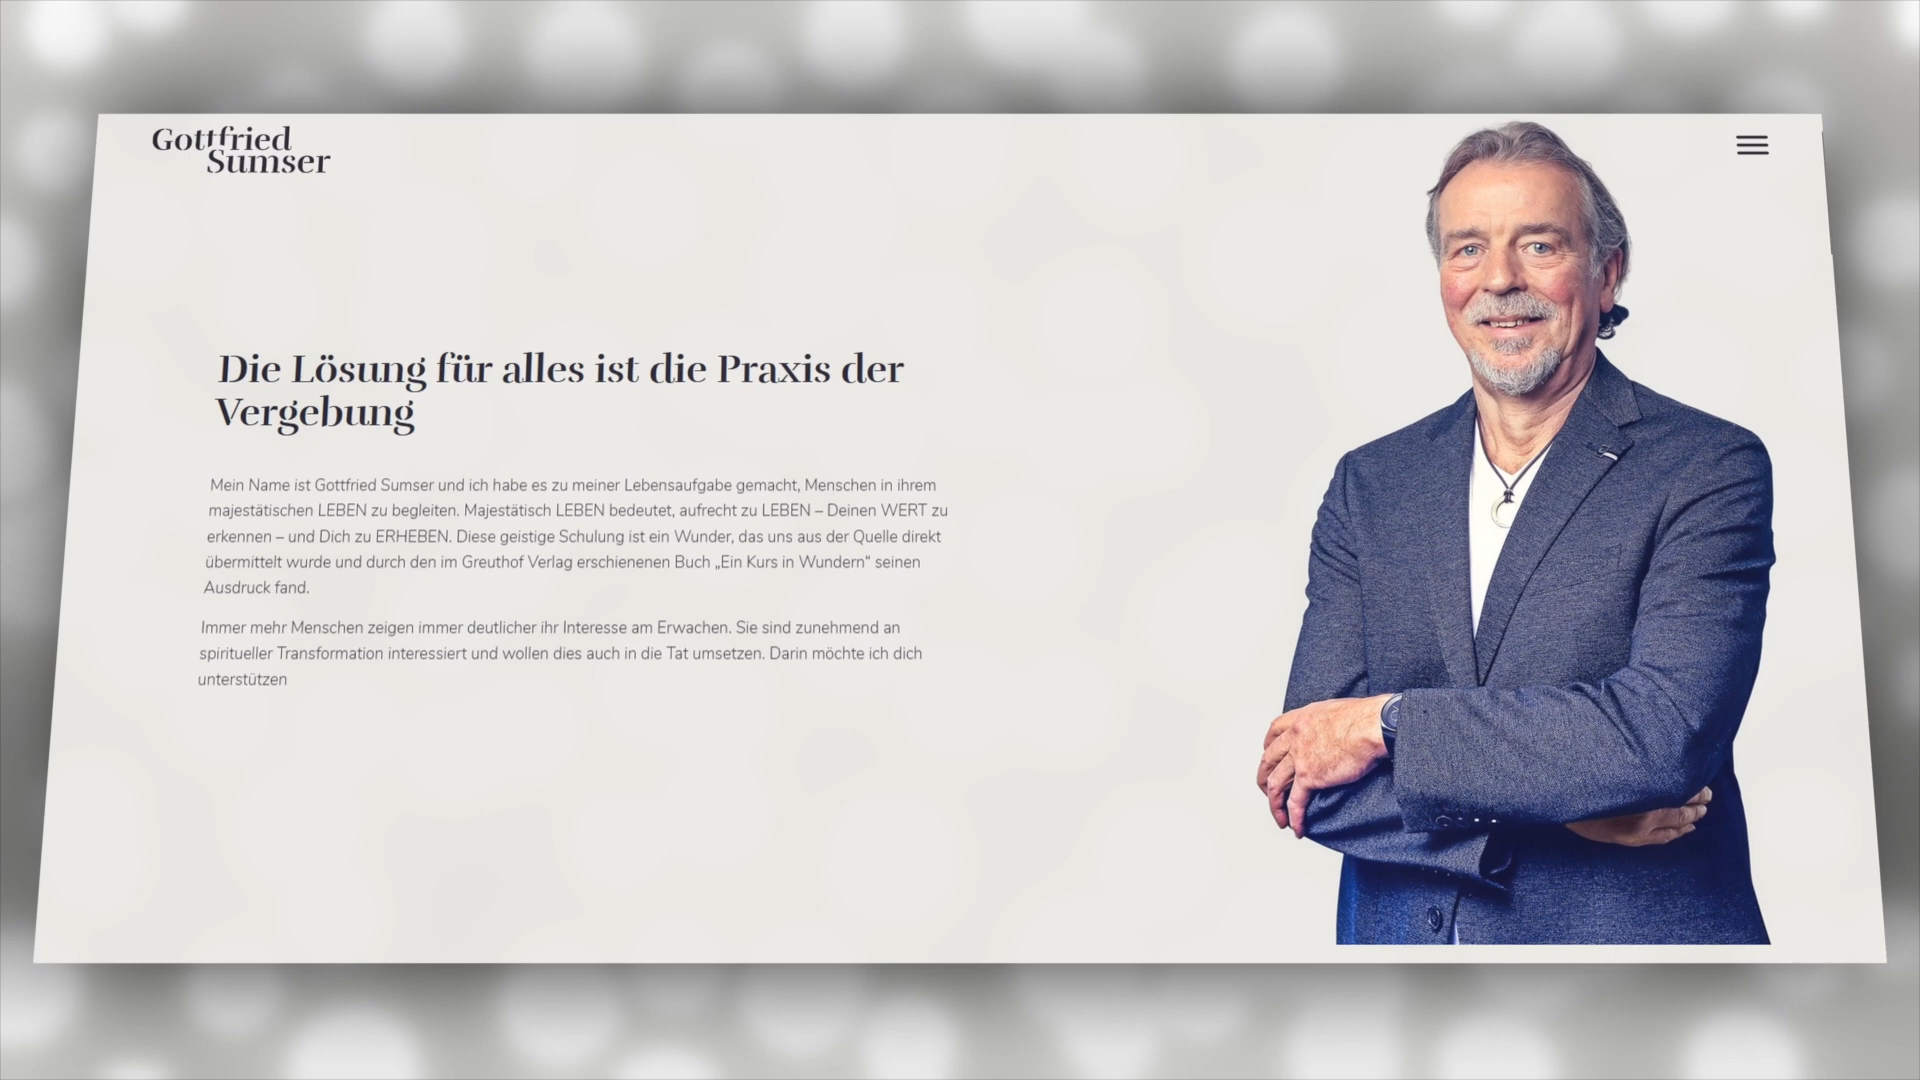 Gottfried
Sumser
Die Lösung für alles ist die Praxis der
Vergebung
Mein Name ist Gottfried Sumser und ich habe es zu meiner Lebensaufgabe gemacht, Menschen in ihrem
majestätischen LEBEN zu begleiten. Majestätisch LEBEN bedeutet, aufrecht zu LEBEN – Deinen WERT zu
erkennen – und Dich zu ERHEBEN. Diese geistige Schulung ist ein Wunder, das uns aus der Quelle direkt
übermittelt wurde und durch den im Greuthof Verlag erschienenen Buch „Ein Kurs in Wundern“ seinen
Ausdruck fand.
Immer mehr Menschen zeigen immer deutlicher ihr Interesse am Erwachen. Sie sind zunehmend an
spiritueller Transformation interessiert und wollen dies auch in die Tat umsetzen. Darin möchte ich dich
unterstützen